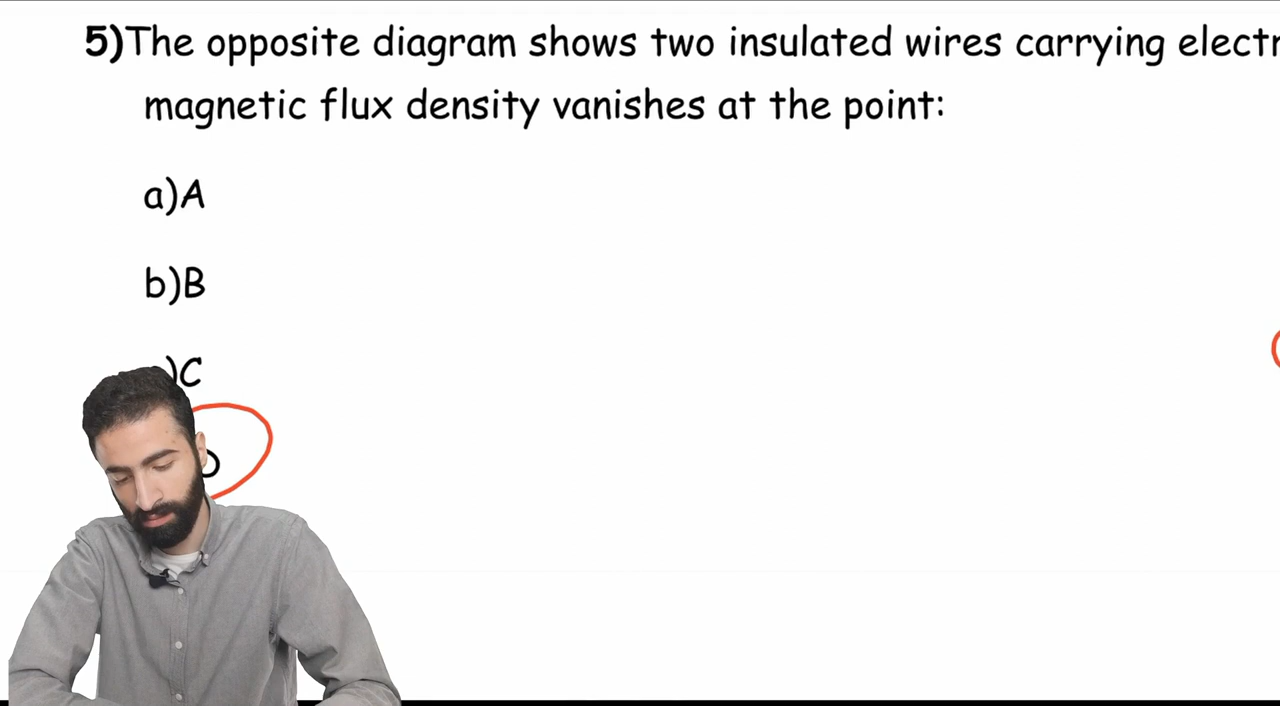 5)The opposite diagram shows two insulated wires carrying
magnetic flux density vanishes at the point:
a)A
b)B
)C